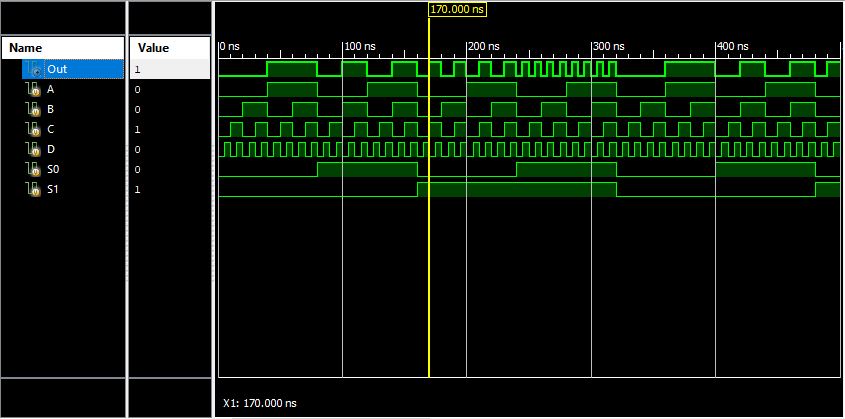 170.000 ns
Name Value
0 ns 100 ns 200 ns 300 ns 400 ns
Out 1
A 0
B 0
C 1
D 0
S0 0
S1 1
X1: 170.000 ns